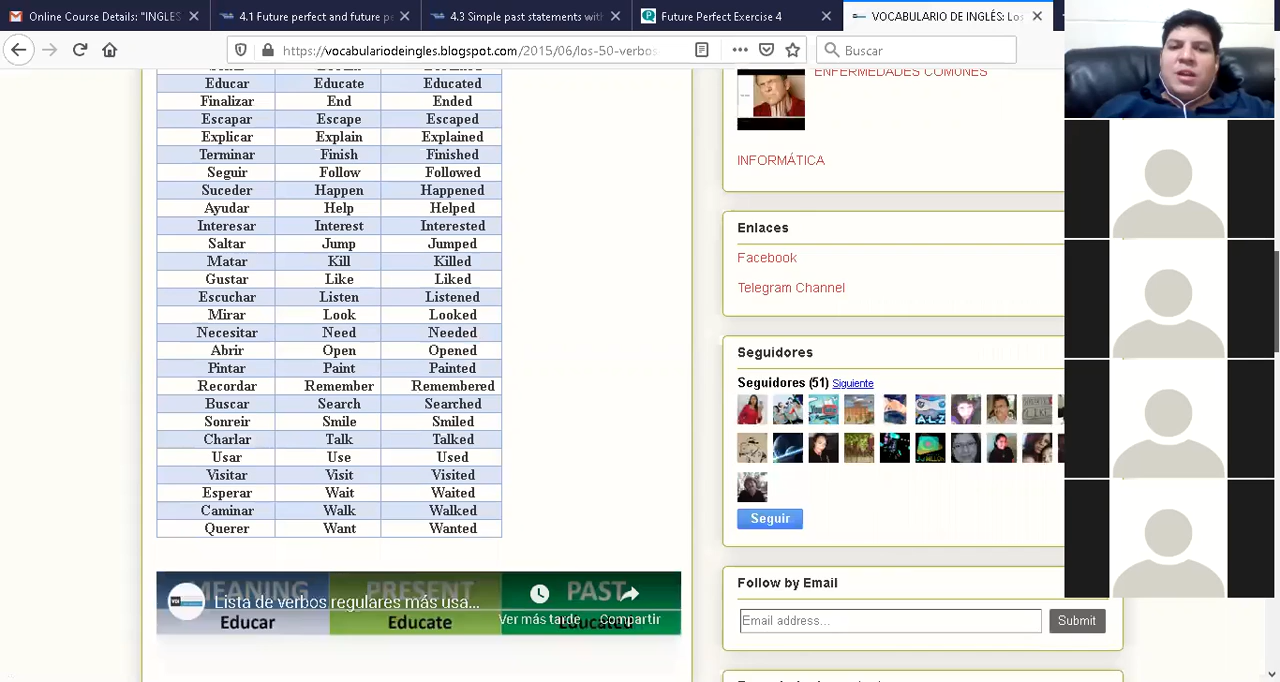 Online Course Details: "INGLES
4.1 Future perfect and future pe
4.3 Simple past statements with
Future Perfect Exercise 4
VOCABULARIO DE INGLÉS: Los
https://vocabulariodeingles.blogspot.com/2015/06/los-50-verbos-
Buscar
Educar Educate Educated
Finalizar End Ended
Escapar Escape Escaped
Explicar Explain Explained
Terminar Finish Finished
Seguir Follow Followed
Suceder Happen Happened
Ayudar Help Helped
Interesar Interest Interested
Saltar Jump Jumped
Matar Kill Killed
Gustar Like Liked
Escuchar Listen Listened
Mirar Look Looked
Necesitar Need Needed
Abrir Open Opened
Pintar Paint Painted
Recordar Remember Remembered
Buscar Search Searched
Sonreir Smile Smiled
Charlar Talk Talked
Usar Use Used
Visitar Visit Visited
Esperar Wait Waited
Caminar Walk Walked
Querer Want Wanted
MEANING PRESENT PAST
Lista de verbos regulares más usa...
Ver más tarde Compartir
Educar Educate Educated
ENFERMEDADES COMUNES
INFORMÁTICA
Enlaces
Facebook
Telegram Channel
Seguidores
Seguidores (51) Siguiente
Seguir
Follow by Email
Email address...
Submit